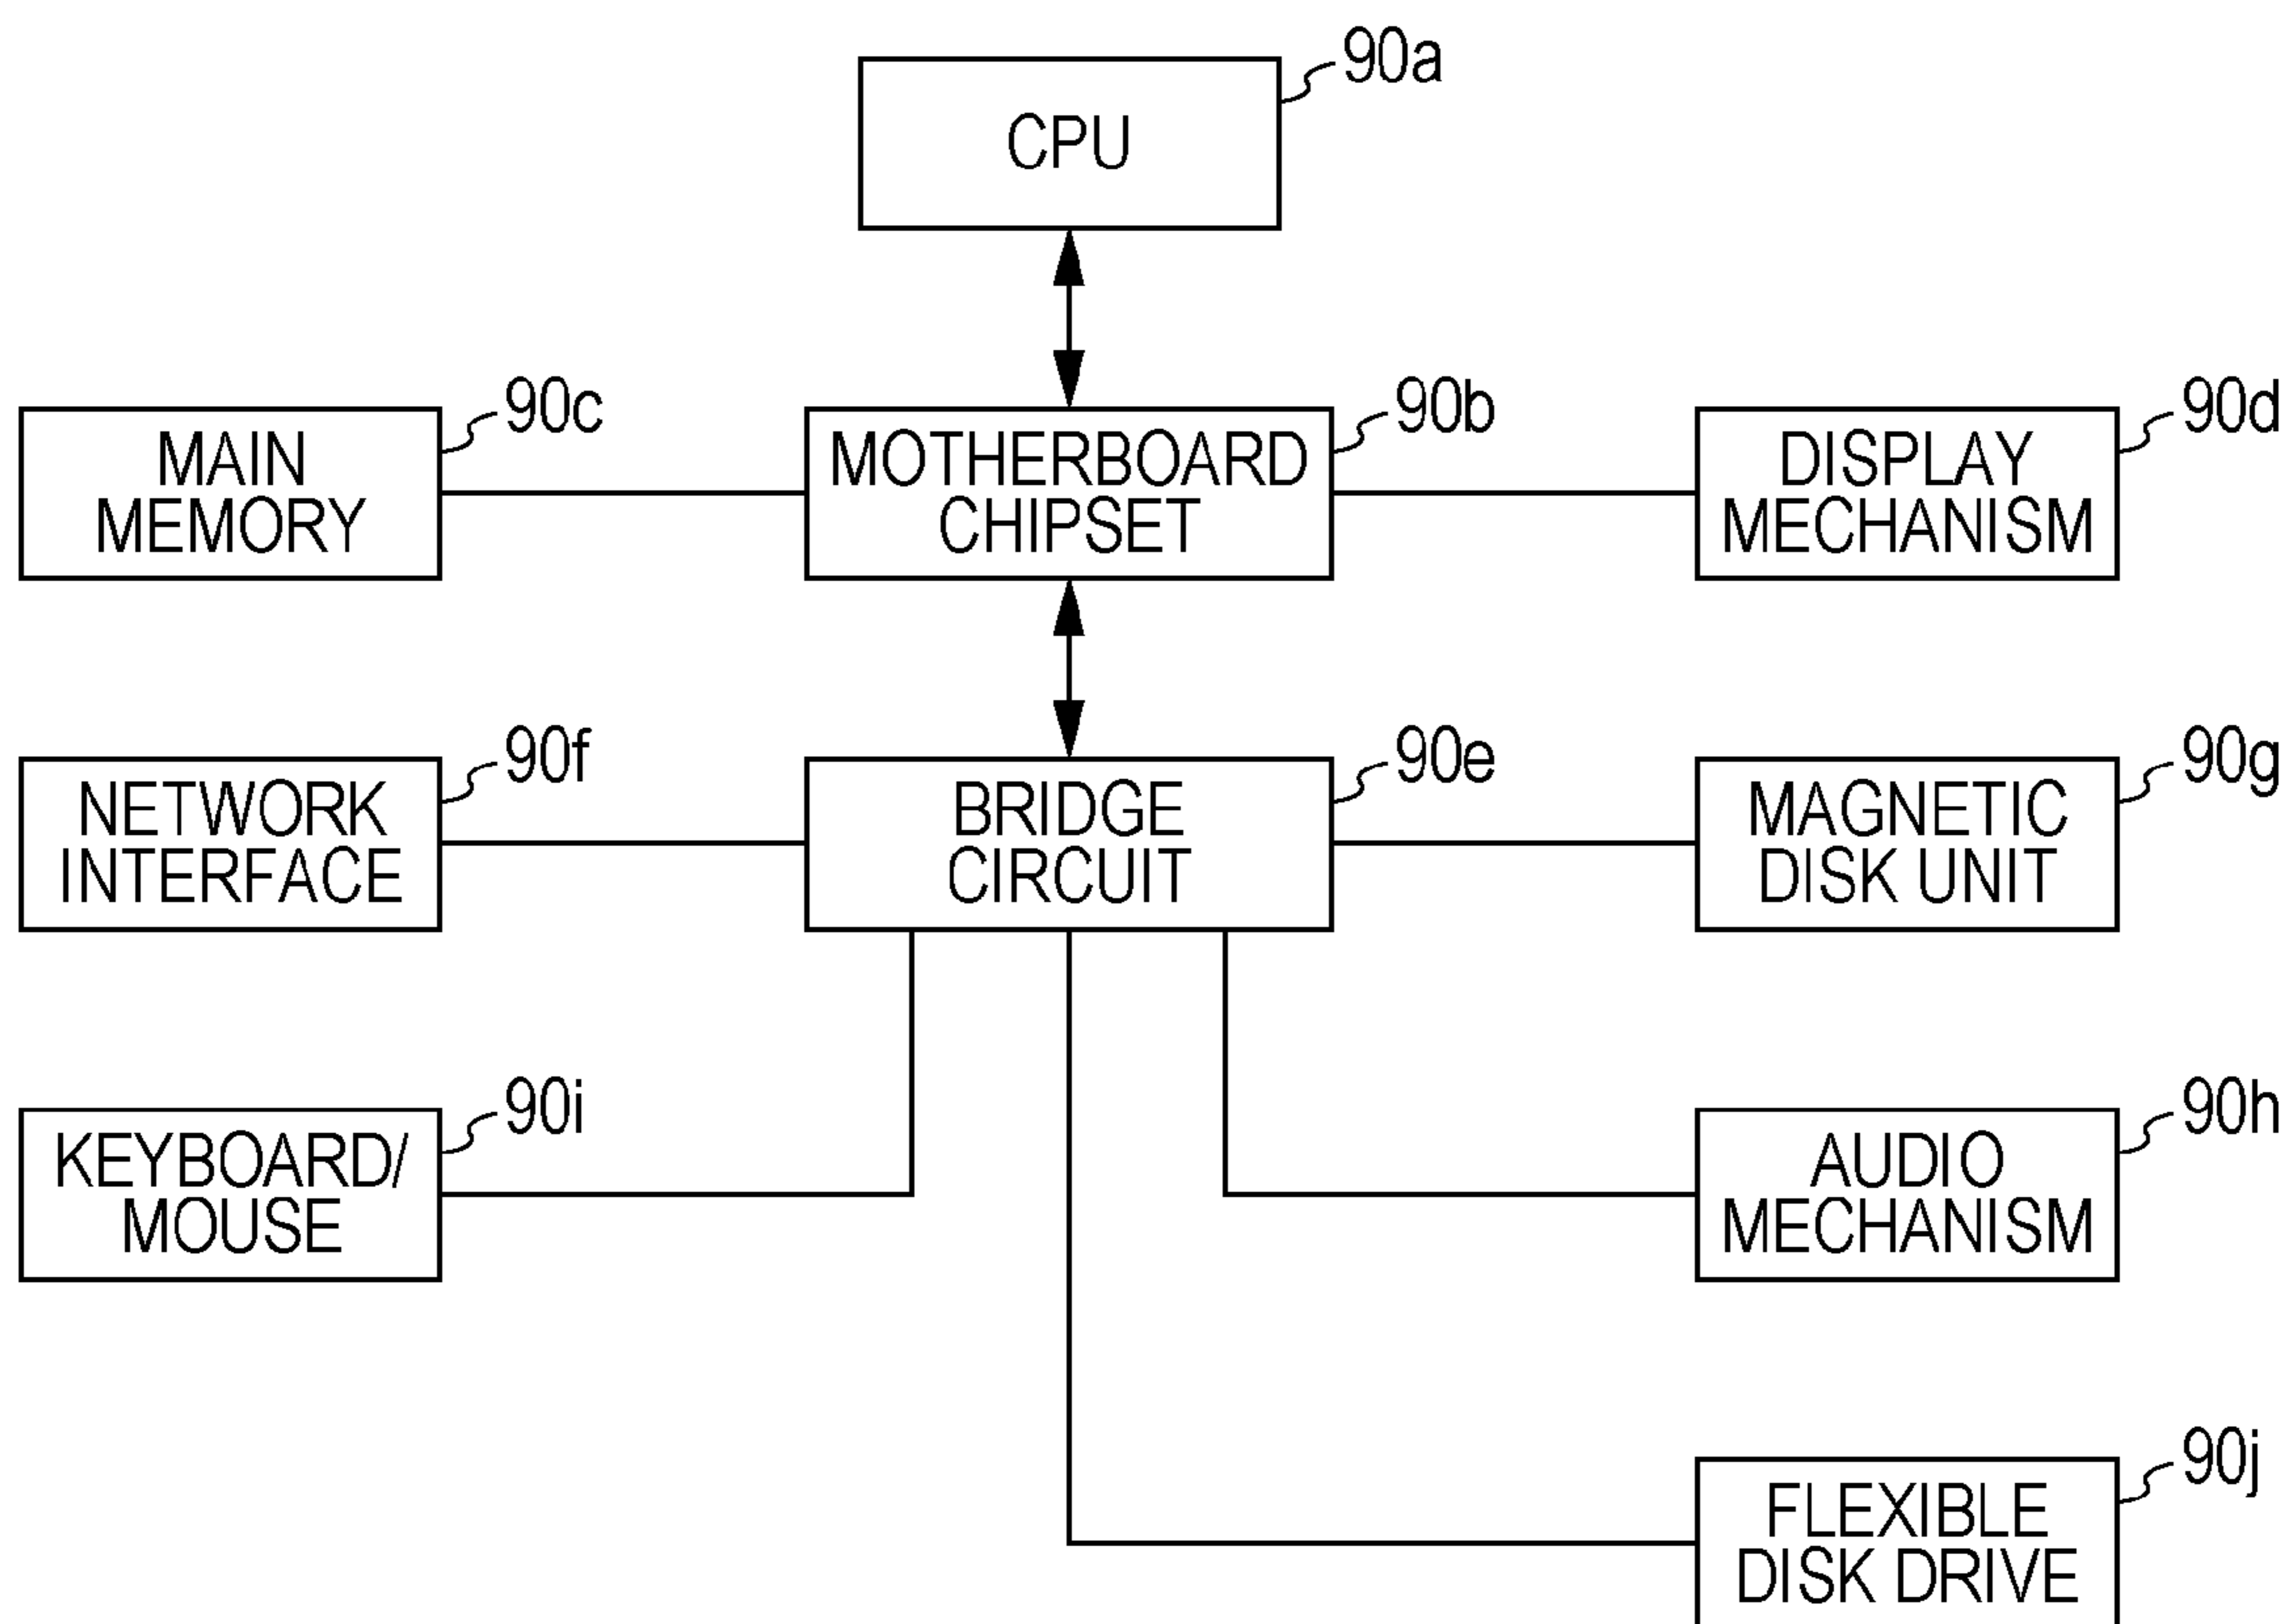 90a
CPU
90c
MAIN
MEMORY
90b
MOTHERBOARD
CHIPSET
90d
DISPLAY
MECHANISM
90f
NETWORK
INTERFACE
90e
BRIDGE
CIRCUIT
90g
MAGNETIC
DISK UNIT
90i
KEYBOARD/
MOUSE
90h
AUDIO
MECHANISM
90j
FLEXIBLE
DISK DRIVE